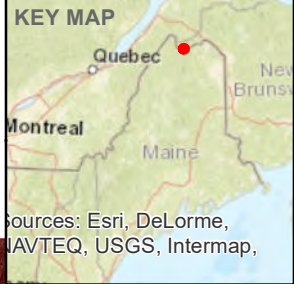 KEY MAP
Quebec
New
Brunsw
Montreal
Maine
Sources: Esri, DeLorme,
NAVTEQ, USGS, Intermap,